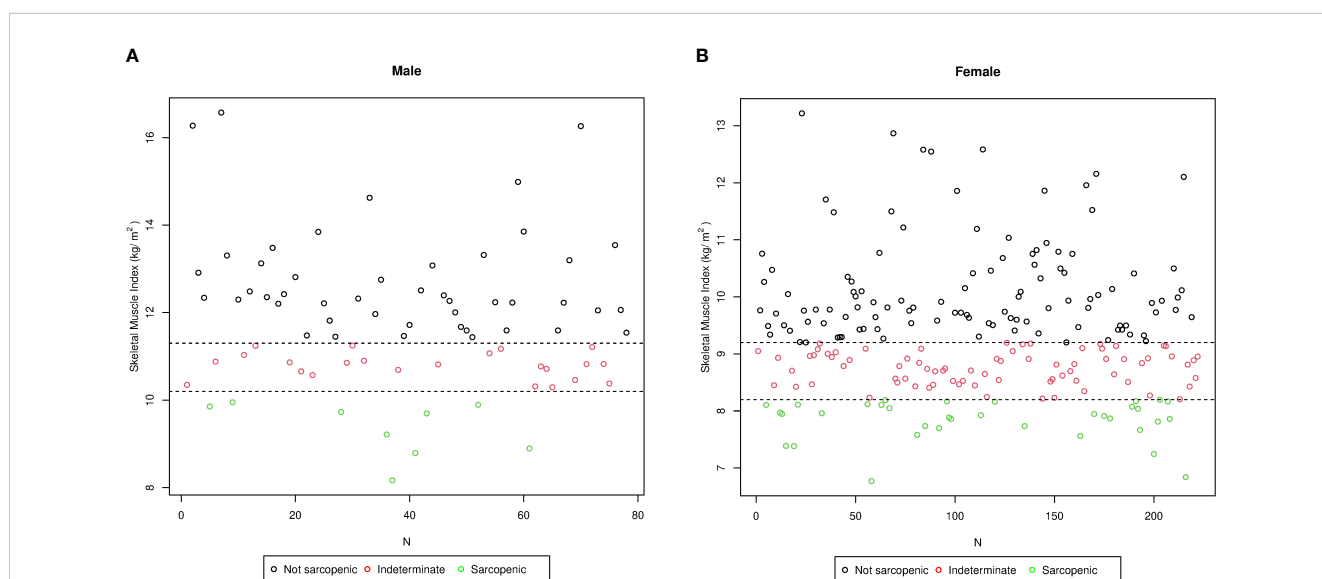 A
B
Male
Female
Skeletal Muscle Index (kg/ m²)
16
14
12
10
8
0 20 40 60 80
N
Skeletal Muscle Index (kg/ m²)
13
12
11
10
9
8
7
0 50 100 150 200
N
Not sarcopenic Indeterminate Sarcopenic
Not sarcopenic Indeterminate Sarcopenic